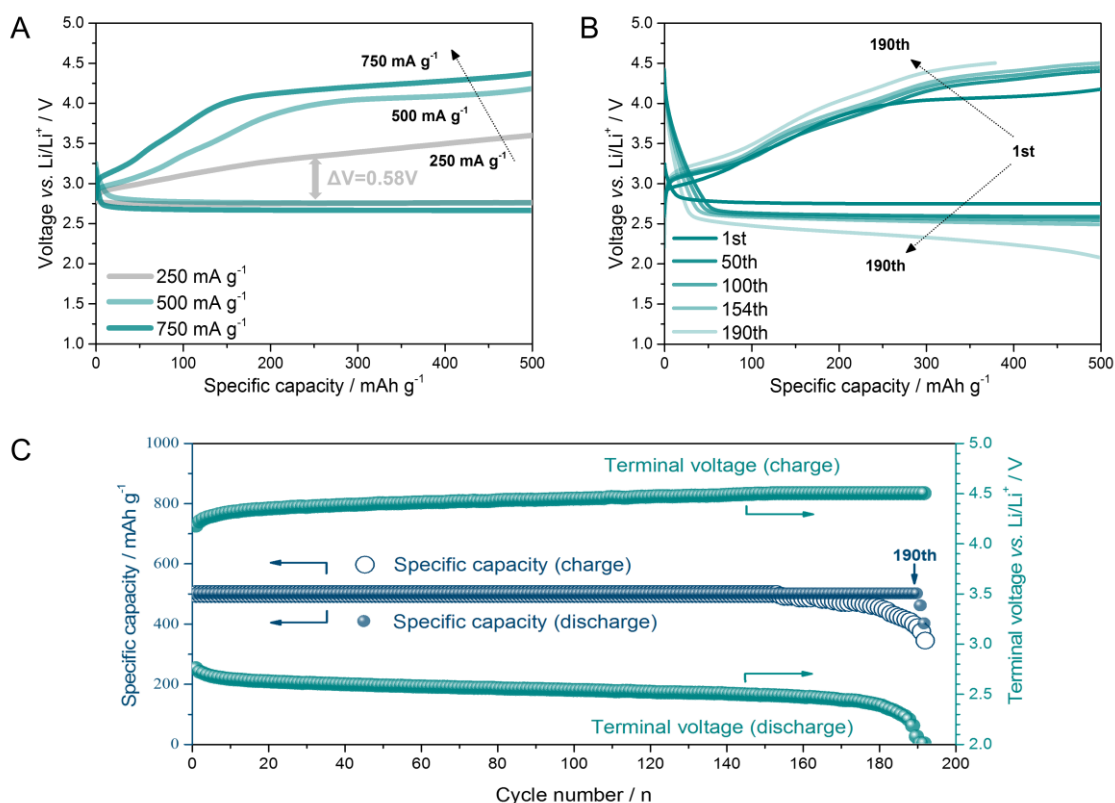 A
5.0
4.5
4.0
3.5
3.0
2.5
2.0
1.5
1.0
Voltage vs. Li/Li⁺ / V
750 mA g⁻¹
500 mA g⁻¹
250 mA g⁻¹
ΔV=0.58V
250 mA g⁻¹
500 mA g⁻¹
750 mA g⁻¹
0 100 200 300 400 500
Specific capacity / mAh g⁻¹
B
5.0
4.5
4.0
3.5
3.0
2.5
2.0
1.5
1.0
Voltage vs. Li/Li⁺ / V
190th
1st
190th
1st
50th
100th
154th
190th
0 100 200 300 400 500
Specific capacity / mAh g⁻¹
C
1000
800
600
400
200
0
Specific capacity / mAh g⁻¹
Terminal voltage (charge)
190th
Specific capacity (charge)
Specific capacity (discharge)
Terminal voltage (discharge)
5.0
4.5
4.0
3.5
3.0
2.5
2.0
Terminal voltage vs. Li/Li⁺ / V
0 20 40 60 80 100 120 140 160 180 200
Cycle number / n